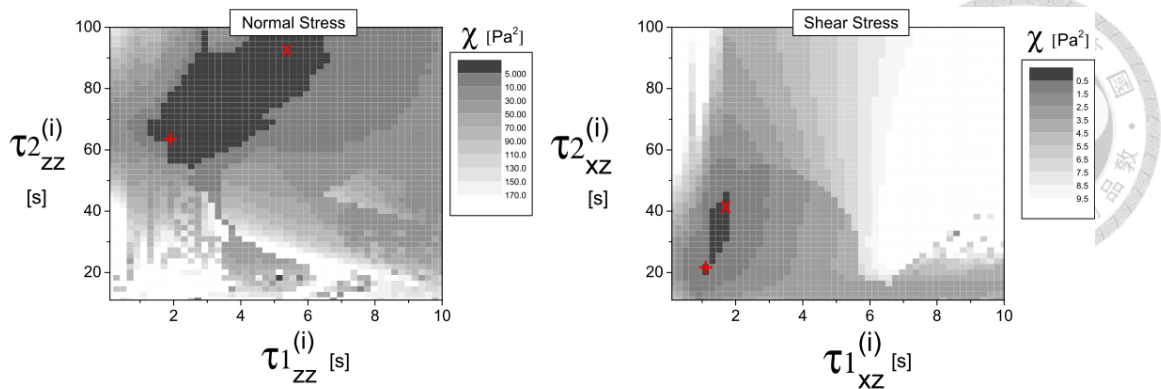 Normal Stress
χ [Pa²]
5.000
10.00
30.00
50.00
70.00
90.00
110.0
130.0
150.0
170.0
100
80
60
40
20
τ2zz(i)
[s]
2 4 6 8 10
τ1zz(i) [s]
Shear Stress
χ [Pa²]
0.5
1.5
2.5
3.5
4.5
5.5
6.5
7.5
8.5
9.5
100
80
60
40
20
τ2xz(i)
[s]
2 4 6 8 10
τ1xz(i) [s]
國
敦
品